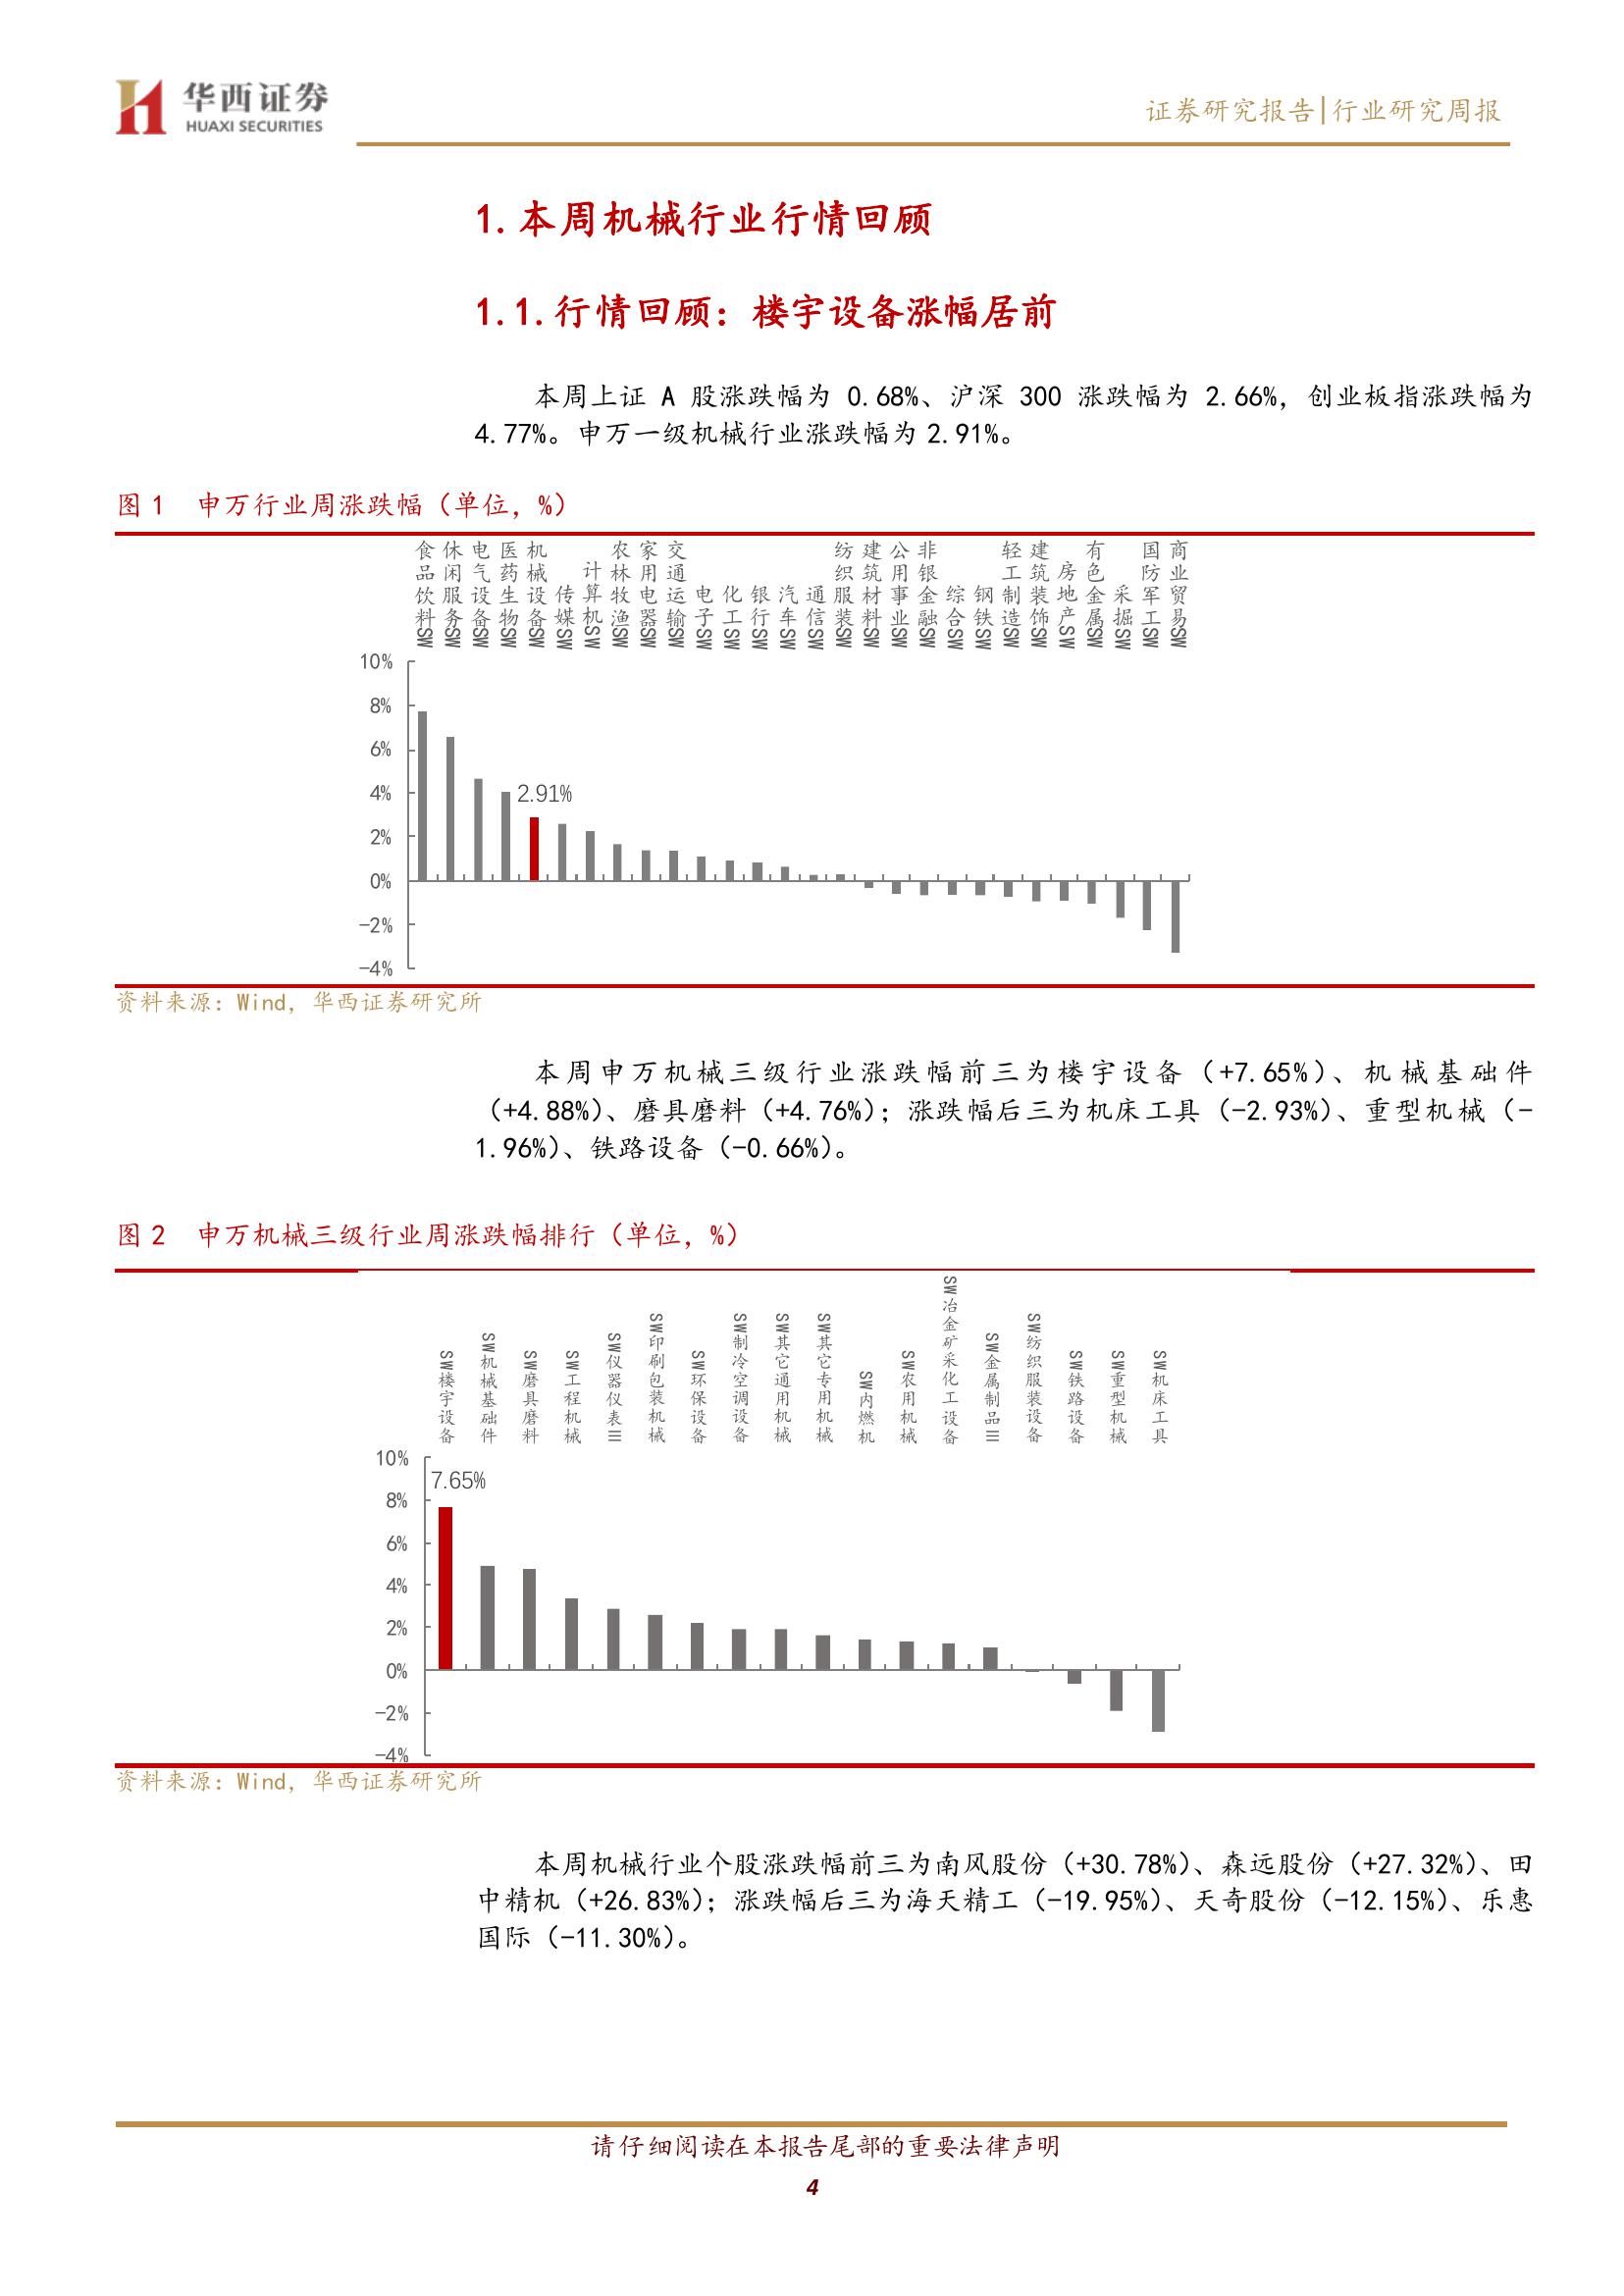 华西证券
HUAXI SECURITIES
证券研究报告|行业研究周报
1.本周机械行业行情回顾
1.1.行情回顾：楼宇设备涨幅居前
本周上证 A 股涨跌幅为 0.68%、沪深 300 涨跌幅为 2.66%，创业板指涨跌幅为
4.77%。申万一级机械行业涨跌幅为 2.91%。
图 1 申万行业周涨跌幅（单位，%）
食品饮料SW
休闲服务SW
电气设备SW
医药生物SW
机械设备SW
传媒SW
计算机SW
农林牧渔SW
家用电器SW
交通运输SW
电子SW
化工SW
银行SW
汽车SW
通信SW
纺织服装SW
建筑材料SW
公用事业SW
非银金融SW
综合SW
钢铁SW
轻工制造SW
建筑装饰SW
房地产SW
有色金属SW
采掘SW
国防军工SW
商业贸易SW
10%
8%
6%
4%
2%
0%
-2%
-4%
2.91%
资料来源：Wind，华西证券研究所
本周申万机械三级行业涨跌幅前三为楼宇设备（+7.65%）、机械基础件
（+4.88%）、磨具磨料（+4.76%）；涨跌幅后三为机床工具（-2.93%）、重型机械（-
1.96%）、铁路设备（-0.66%）。
图 2 申万机械三级行业周涨跌幅排行（单位，%）
SW楼宇设备
SW机械基础件
SW磨具磨料
SW工程机械
SW仪器仪表III
SW印刷包装机械
SW环保设备
SW制冷空调设备
SW其它通用机械
SW其它专用机械
SW内燃机
SW农用机械
SW冶金矿采化工设备
SW金属制品III
SW纺织服装设备
SW铁路设备
SW重型机械
SW机床工具
10%
8%
6%
4%
2%
0%
-2%
-4%
7.65%
资料来源：Wind，华西证券研究所
本周机械行业个股涨跌幅前三为南风股份（+30.78%）、森远股份（+27.32%）、田
中精机（+26.83%）；涨跌幅后三为海天精工（-19.95%）、天奇股份（-12.15%）、乐惠
国际（-11.30%）。
请仔细阅读在本报告尾部的重要法律声明
4